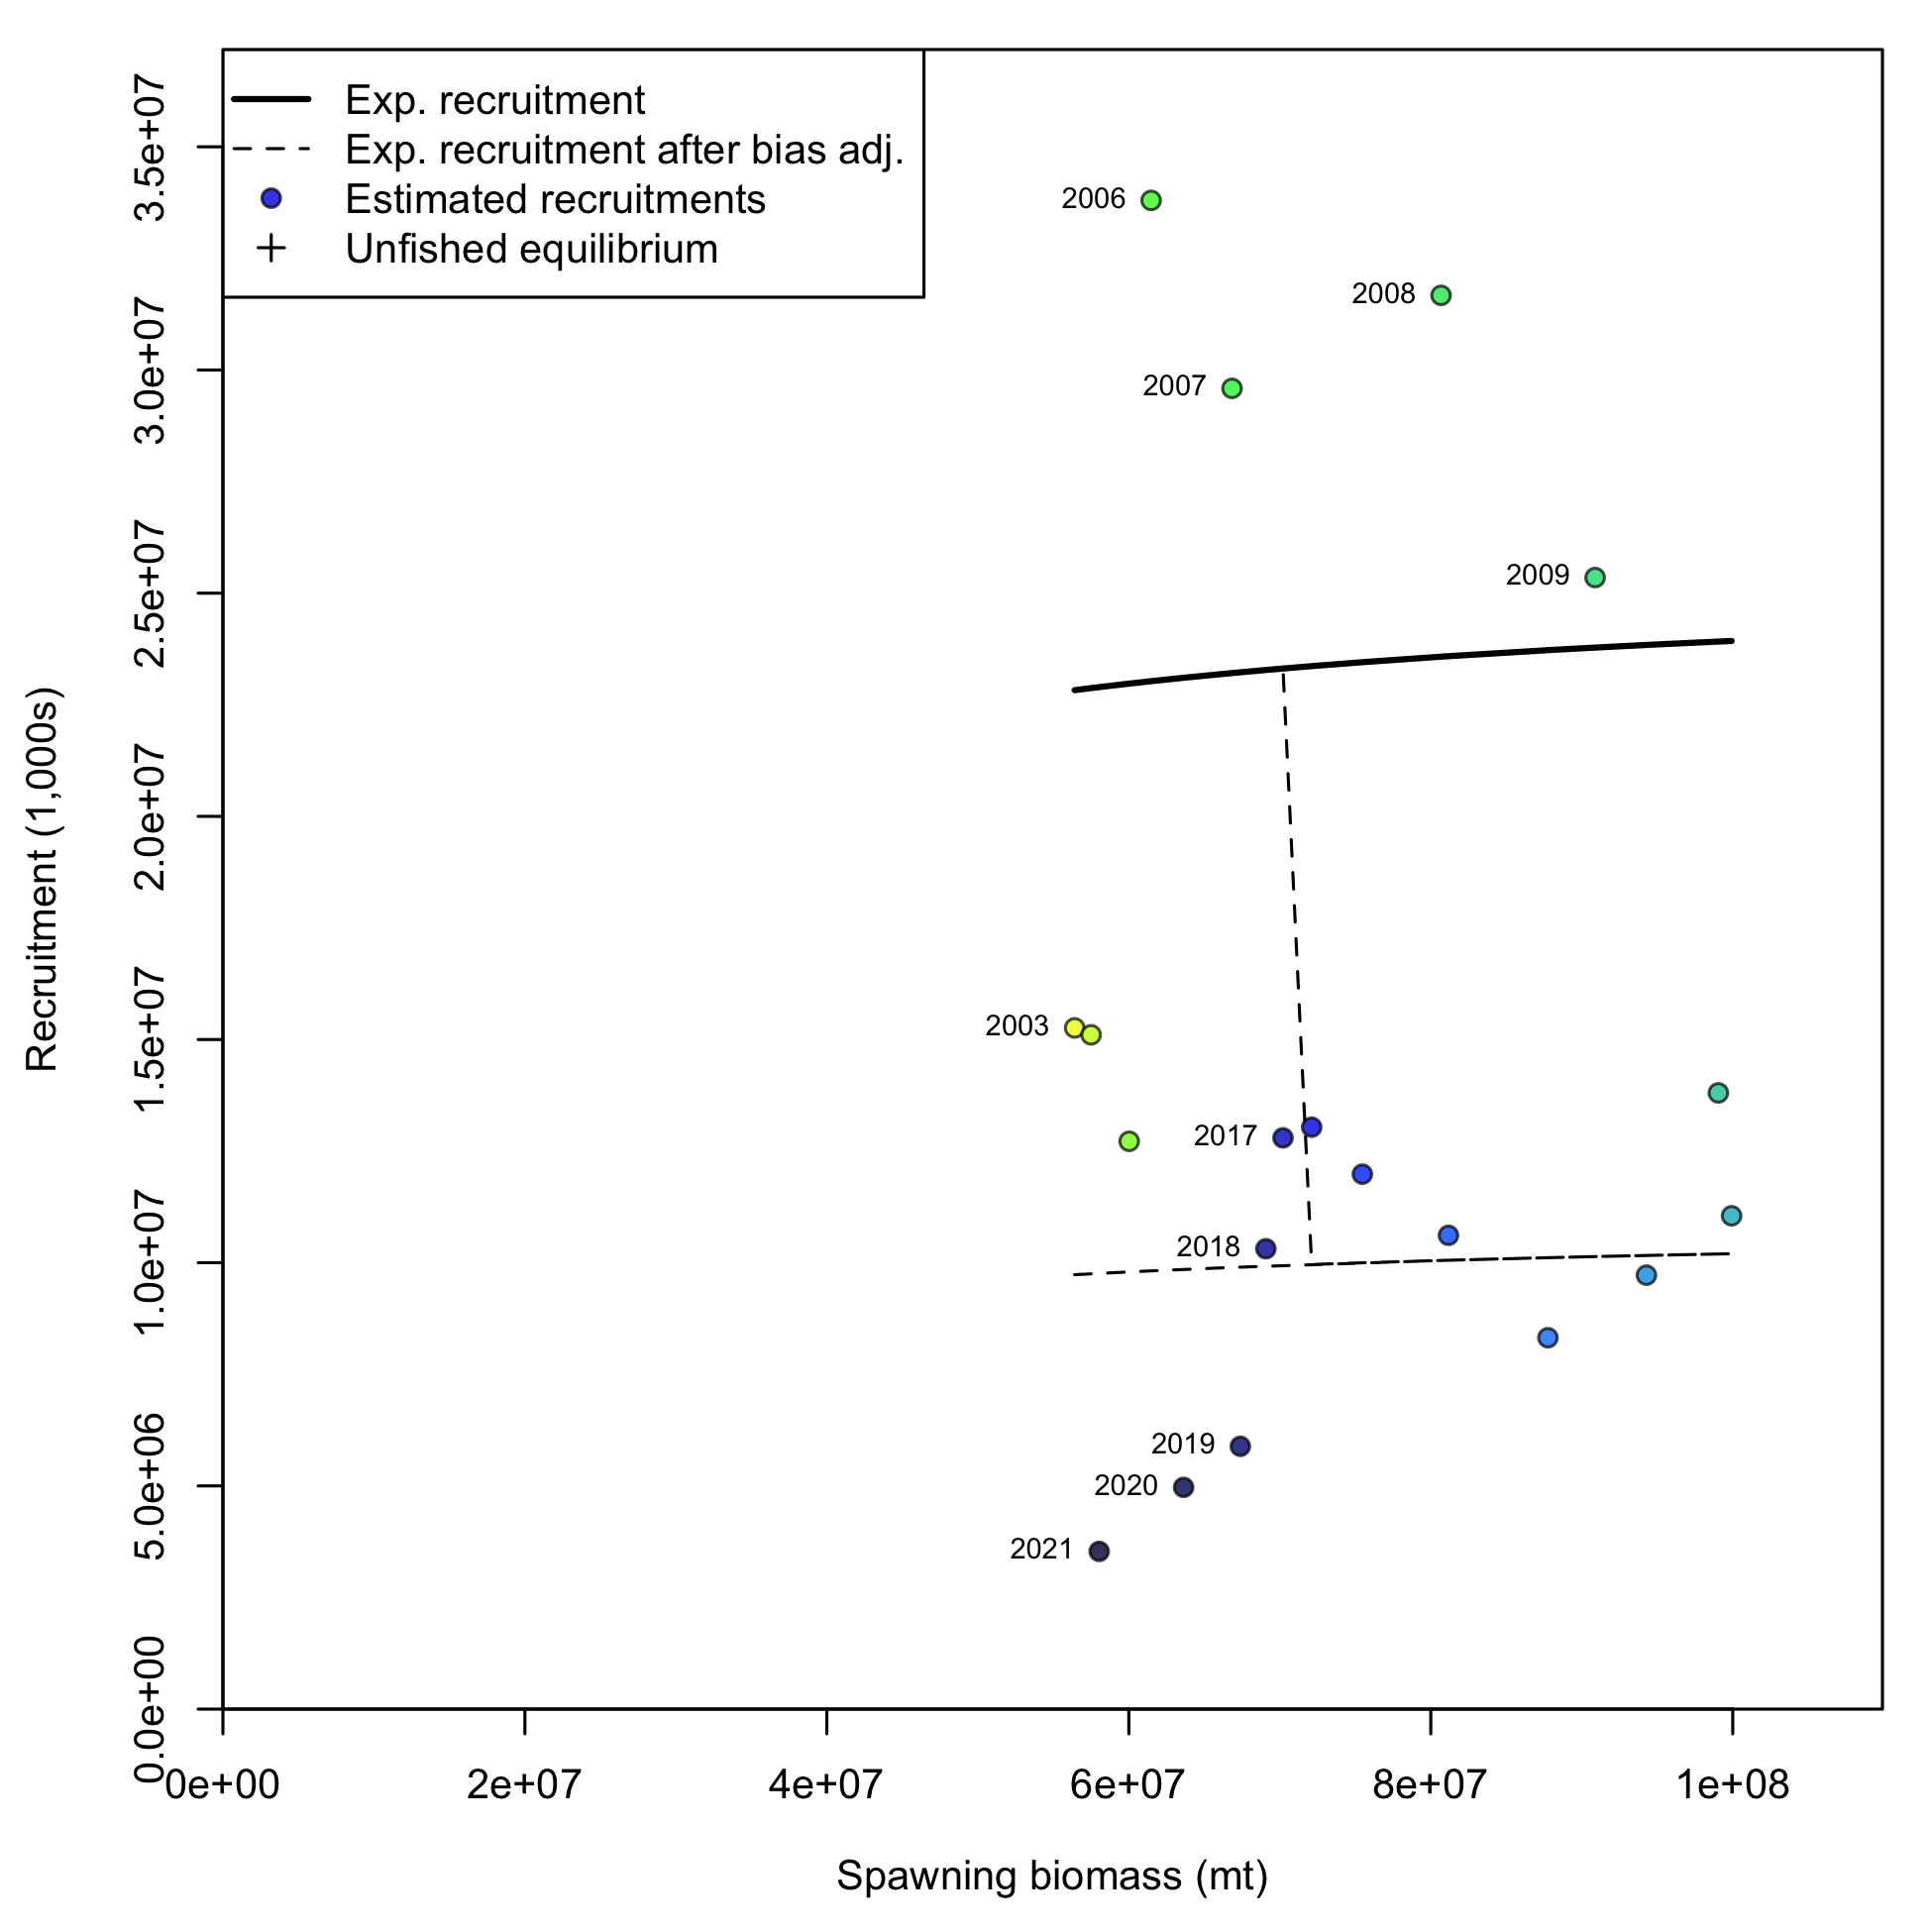 Exp. recruitment
Exp. recruitment after bias adj.
Estimated recruitments
Unfished equilibrium
2006
2008
2007
2009
2003
2017
2018
2019
2020
2021
Recruitment (1,000s)
3.5e+07
3.0e+07
2.5e+07
2.0e+07
1.5e+07
1.0e+07
5.0e+06
0.0e+00
0e+00 2e+07 4e+07 6e+07 8e+07 1e+08
Spawning biomass (mt)